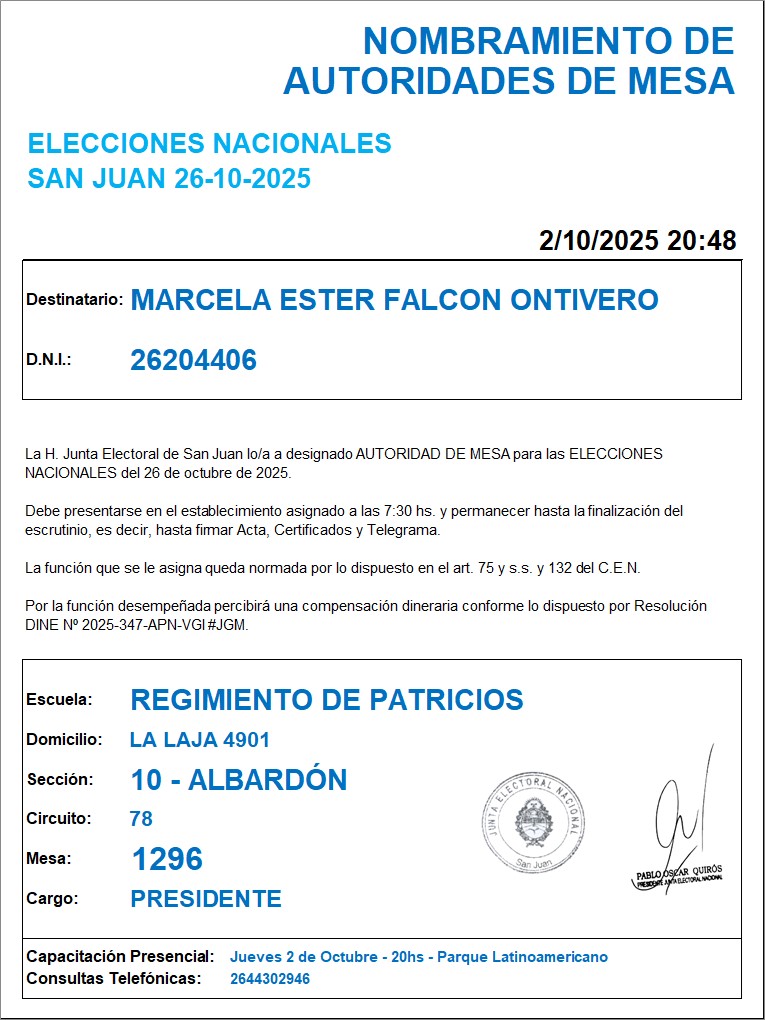 NOMBRAMIENTO DE
AUTORIDADES DE MESA
ELECCIONES NACIONALES
SAN JUAN 26-10-2025
2/10/2025 20:48
Destinatario: MARCELA ESTER FALCON ONTIVERO
D.N.I.: 26204406
La H. Junta Electoral de San Juan lo/a a designado AUTORIDAD DE MESA para las ELECCIONES
NACIONALES del 26 de octubre de 2025.
Debe presentarse en el establecimiento asignado a las 7:30 hs. y permanecer hasta la finalización del
escrutinio, es decir, hasta firmar Acta, Certificados y Telegrama.
La función que se le asigna queda normada por lo dispuesto en el art. 75 y s.s. y 132 del C.E.N.
Por la función desempeñada percibirá una compensación dineraria conforme lo dispuesto por Resolución
DINE Nº 2025-347-APN-VGI#JGM.
Escuela: REGIMIENTO DE PATRICIOS
Domicilio: LA LAJA 4901
Sección: 10 - ALBARDÓN
Circuito: 78
Mesa: 1296
Cargo: PRESIDENTE
JUNTA ELECTORAL NACIONAL
San Juan
PABLO OSCAR QUIRÓS
PRESIDENTE JUNTA ELECTORAL NACIONAL
Capacitación Presencial: Jueves 2 de Octubre - 20hs - Parque Latinoamericano
Consultas Telefónicas: 2644302946